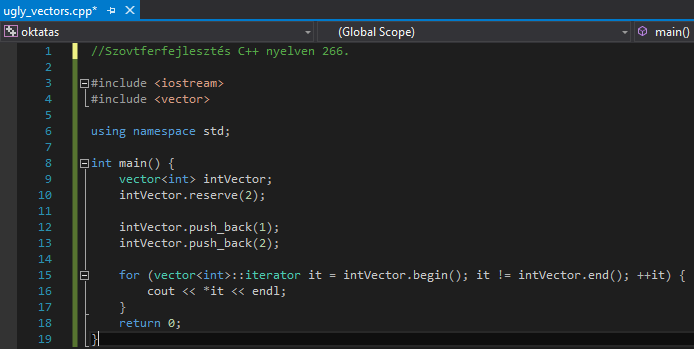 ugly_vectors.cpp*
oktatas (Global Scope) main()
1 //Szovtferfejlesztés C++ nyelven 266.
2
3 #include <iostream>
4 #include <vector>
5
6 using namespace std;
7
8 int main() {
9 vector<int> intVector;
10 intVector.reserve(2);
11
12 intVector.push_back(1);
13 intVector.push_back(2);
14
15 for (vector<int>::iterator it = intVector.begin(); it != intVector.end(); ++it) {
16 cout << *it << endl;
17 }
18 return 0;
19 }